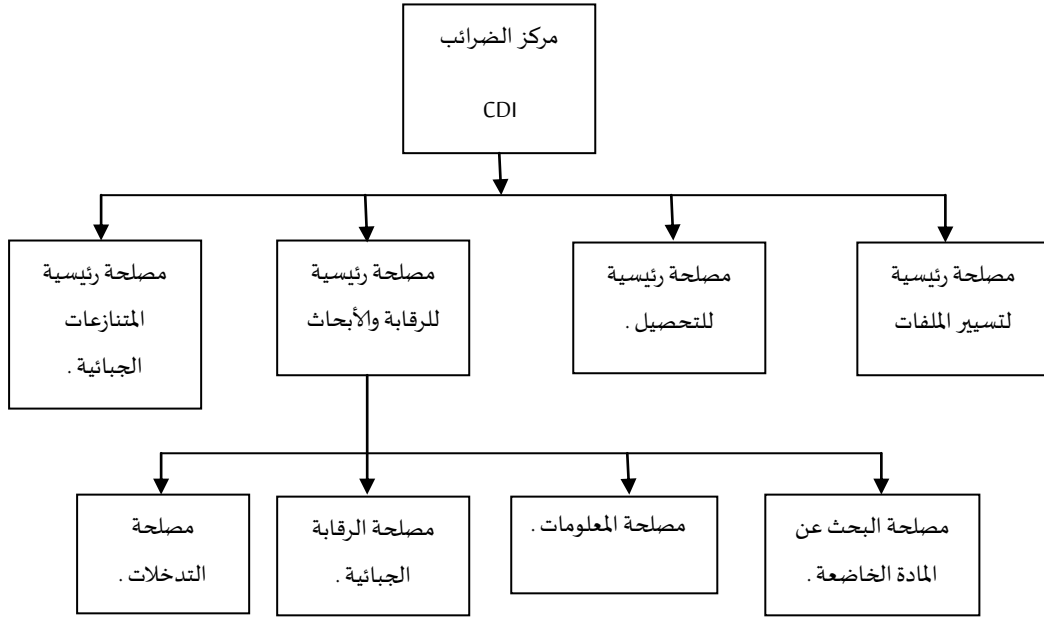 مركز الضرائب
CDI
مصلحة رئيسية
لتسيير الملفات
مصلحة رئيسية
للتحصيل .
مصلحة رئيسية
للرقابة والأبحاث
مصلحة رئيسية
المتنازعات
الجبائية .
مصلحة البحث عن
المادة الخاضعة .
مصلحة المعلومات .
مصلحة الرقابة
الجبائية .
مصلحة
التدخلات .